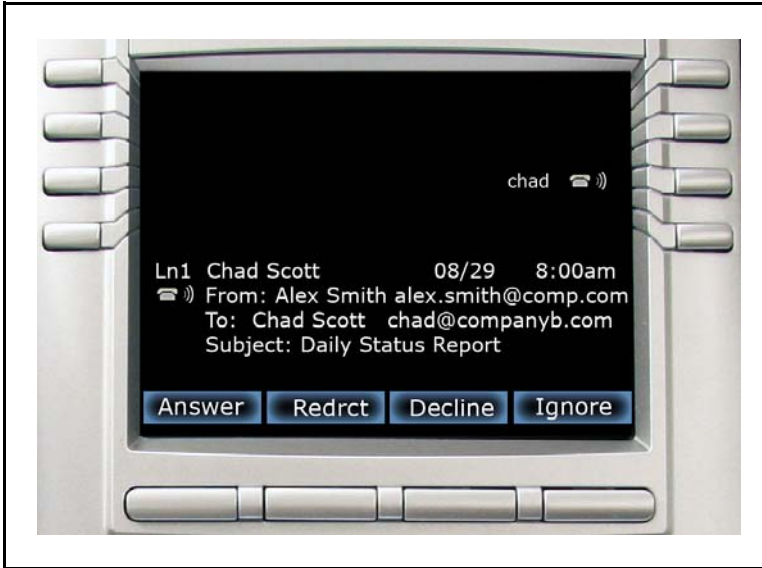 chad
Ln1 Chad Scott 08/29 8:00am
From: Alex Smith alex.smith@comp.com
To: Chad Scott chad@companyb.com
Subject: Daily Status Report
Answer Redrct Decline Ignore